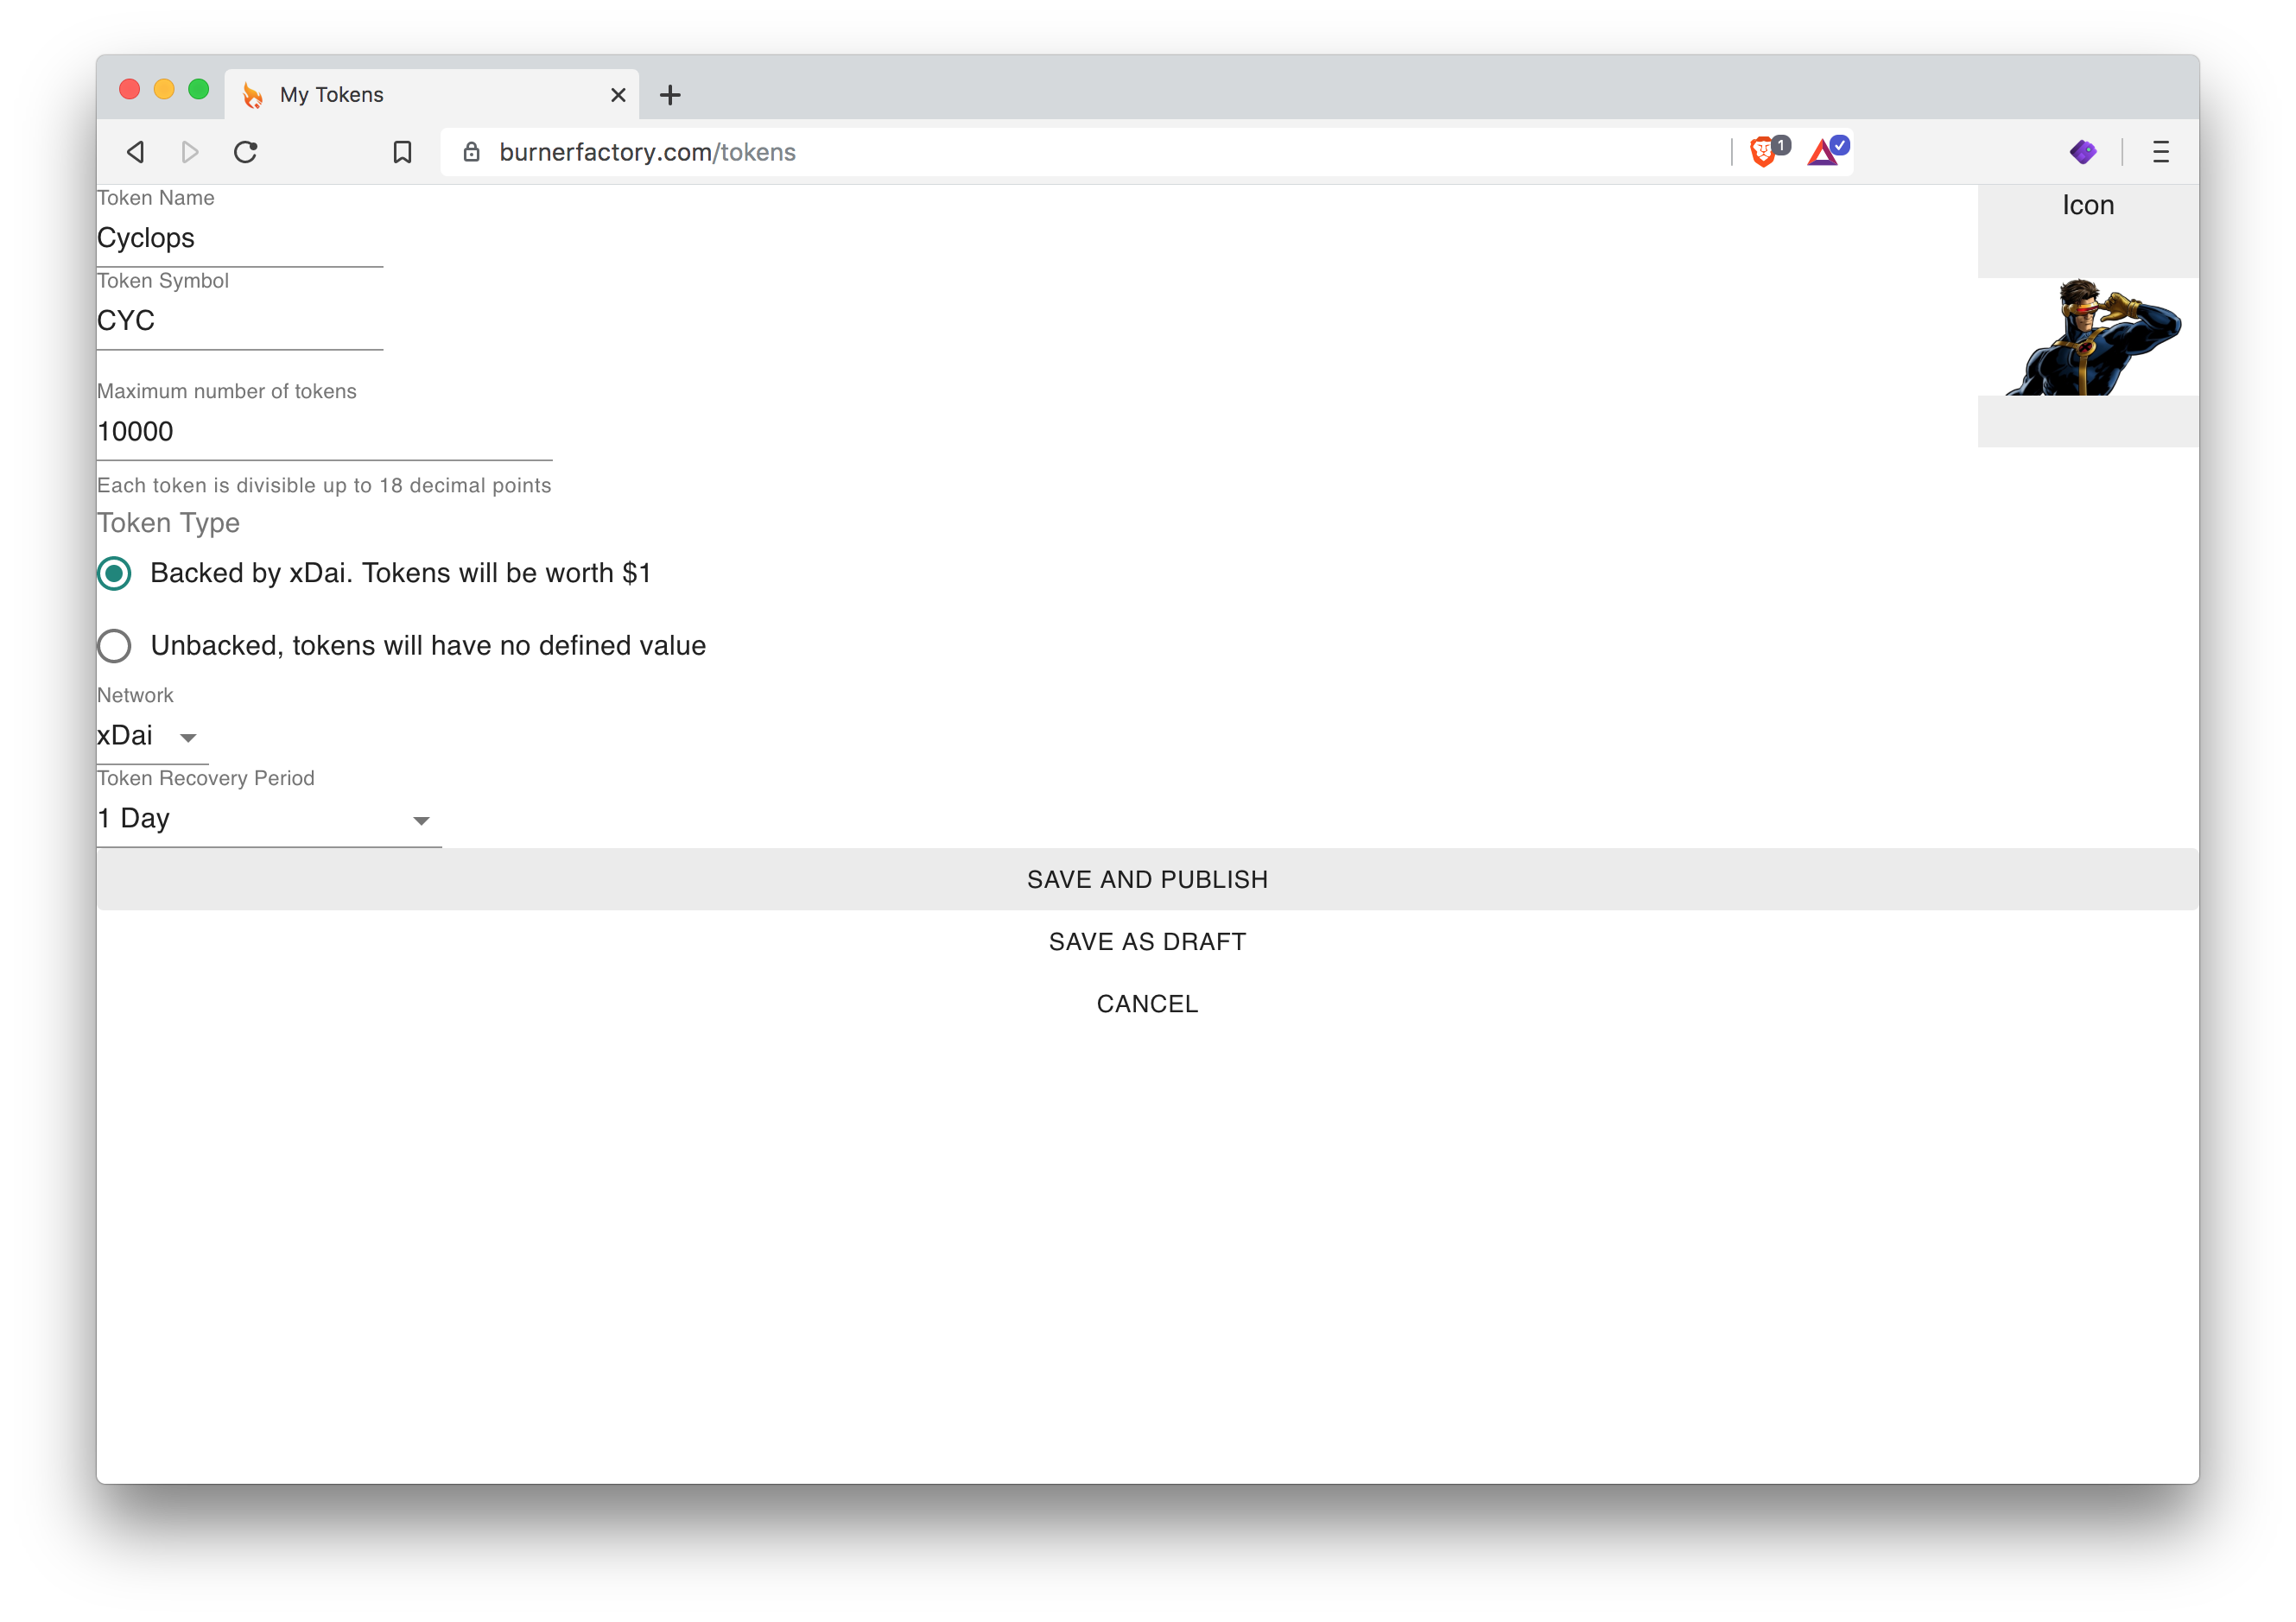 My Tokens
burnerfactory.com/tokens
1
Token Name
Icon
Cyclops
Token Symbol
CYC
Maximum number of tokens
10000
Each token is divisible up to 18 decimal points
Token Type
Backed by xDai. Tokens will be worth $1
Unbacked, tokens will have no defined value
Network
xDai
Token Recovery Period
1 Day
SAVE AND PUBLISH
SAVE AS DRAFT
CANCEL